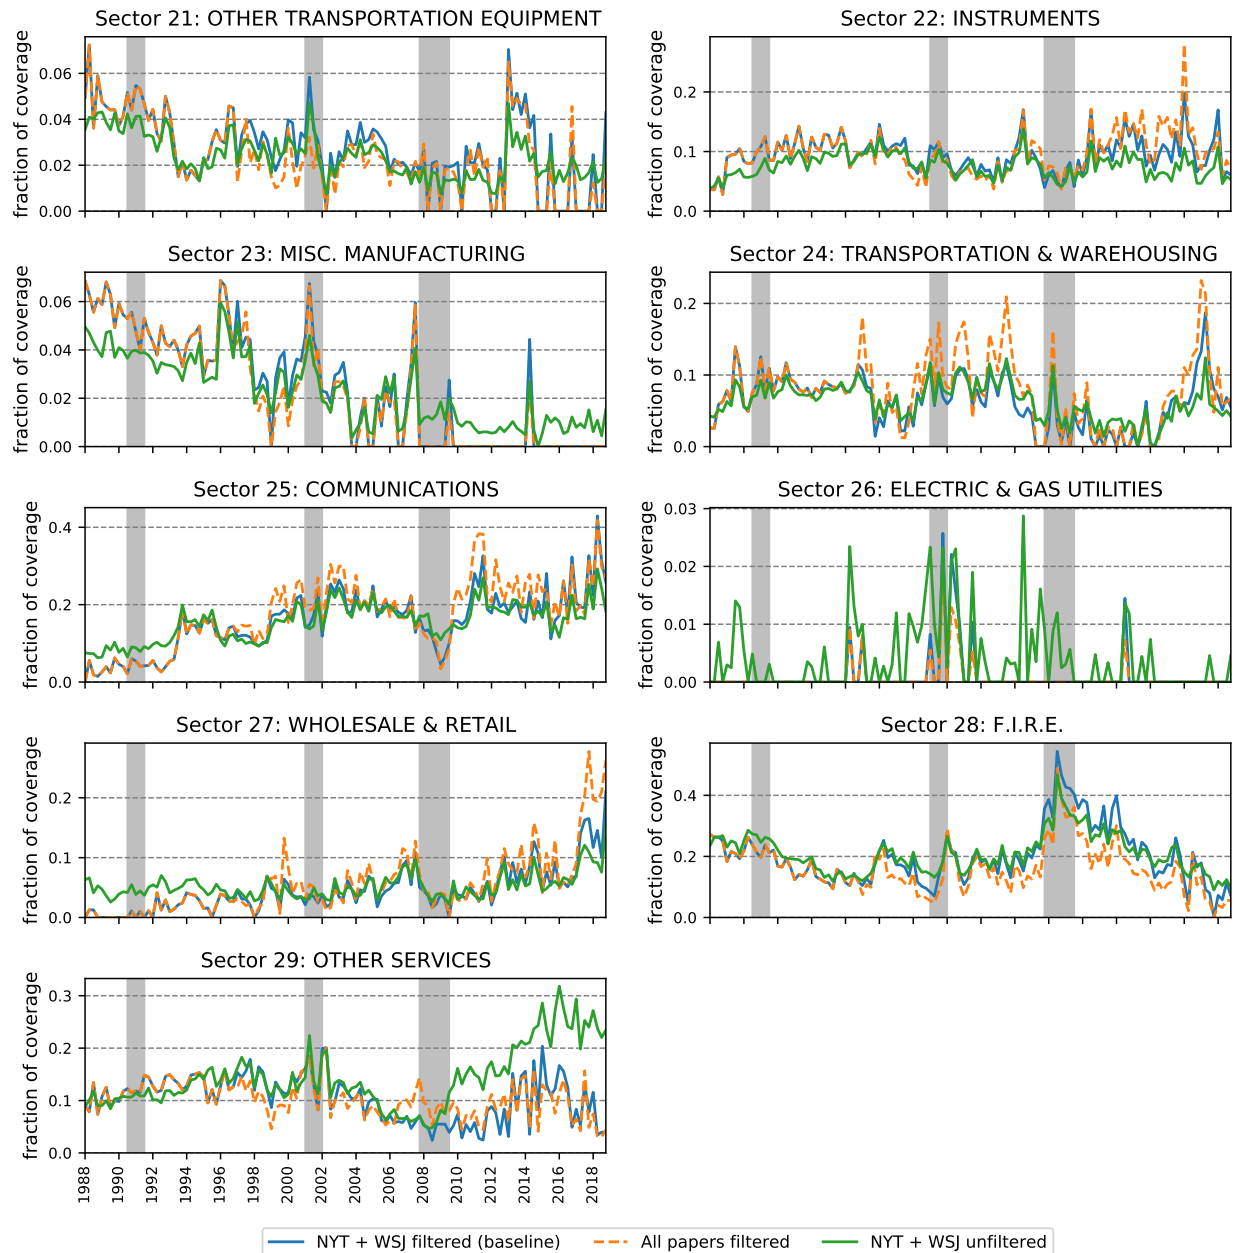 Sector 21: OTHER TRANSPORTATION EQUIPMENT
fraction of coverage
0.06
0.04
0.02
0.00
Sector 22: INSTRUMENTS
fraction of coverage
0.2
0.1
0.0
Sector 23: MISC. MANUFACTURING
fraction of coverage
0.06
0.04
0.02
0.00
Sector 24: TRANSPORTATION & WAREHOUSING
fraction of coverage
0.2
0.1
0.0
Sector 25: COMMUNICATIONS
fraction of coverage
0.4
0.2
0.0
Sector 26: ELECTRIC & GAS UTILITIES
fraction of coverage
0.03
0.02
0.01
0.00
Sector 27: WHOLESALE & RETAIL
fraction of coverage
0.2
0.1
0.0
Sector 28: F.I.R.E.
fraction of coverage
0.4
0.2
0.0
Sector 29: OTHER SERVICES
fraction of coverage
0.3
0.2
0.1
0.0
1988 1990 1992 1994 1996 1998 2000 2002 2004 2006 2008 2010 2012 2014 2016 2018
NYT + WSJ filtered (baseline) All papers filtered NYT + WSJ unfiltered